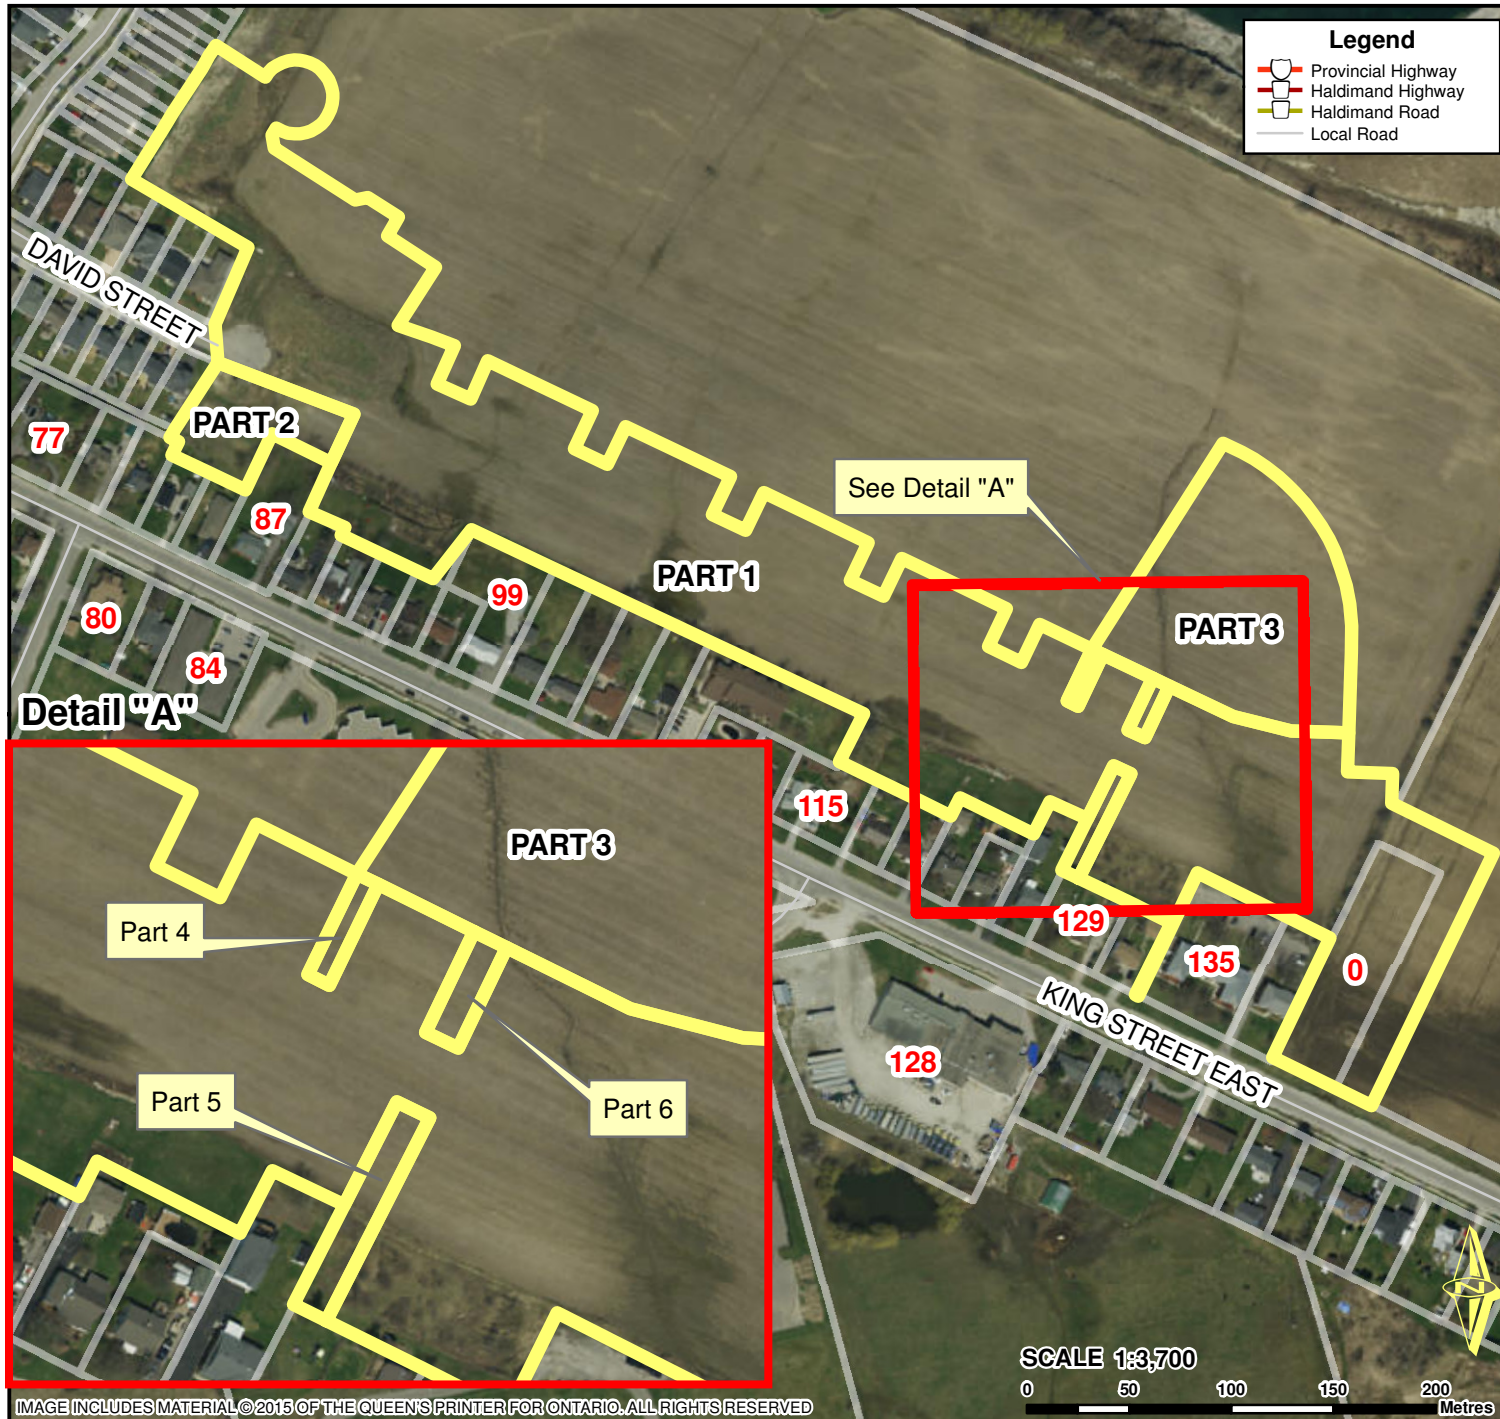 Legend
Provincial Highway
Haldimand Highway
Haldimand Road
Local Road
DAVID STREET
PART 2
77
87
See Detail "A"
PART 1
99
80
84
PART 3
Detail "A"
115
129
135
0
128
KING STREET EAST
PART 3
Part 4
Part 5
Part 6
N
SCALE 1:3,700
0 50 100 150 200
Metres
IMAGE INCLUDES MATERIAL © 2015 OF THE QUEEN'S PRINTER FOR ONTARIO. ALL RIGHTS RESERVED